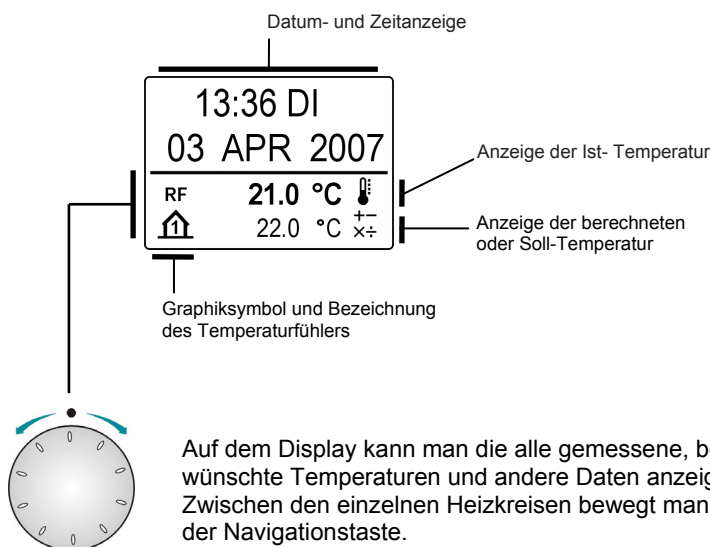 Datum- und Zeitanzeige
13:36 DI
03 APR 2007
RF 21.0 °C
1 22.0 °C +− ×÷
Anzeige der Ist- Temperatur
Anzeige der berechneten
oder Soll-Temperatur
Graphiksymbol und Bezeichnung
des Temperaturfühlers
Auf dem Display kann man die alle gemessene,
wünschte Temperaturen und andere Daten
Zwischen den einzelnen Heizkreisen bewegt man
der Navigationstaste.